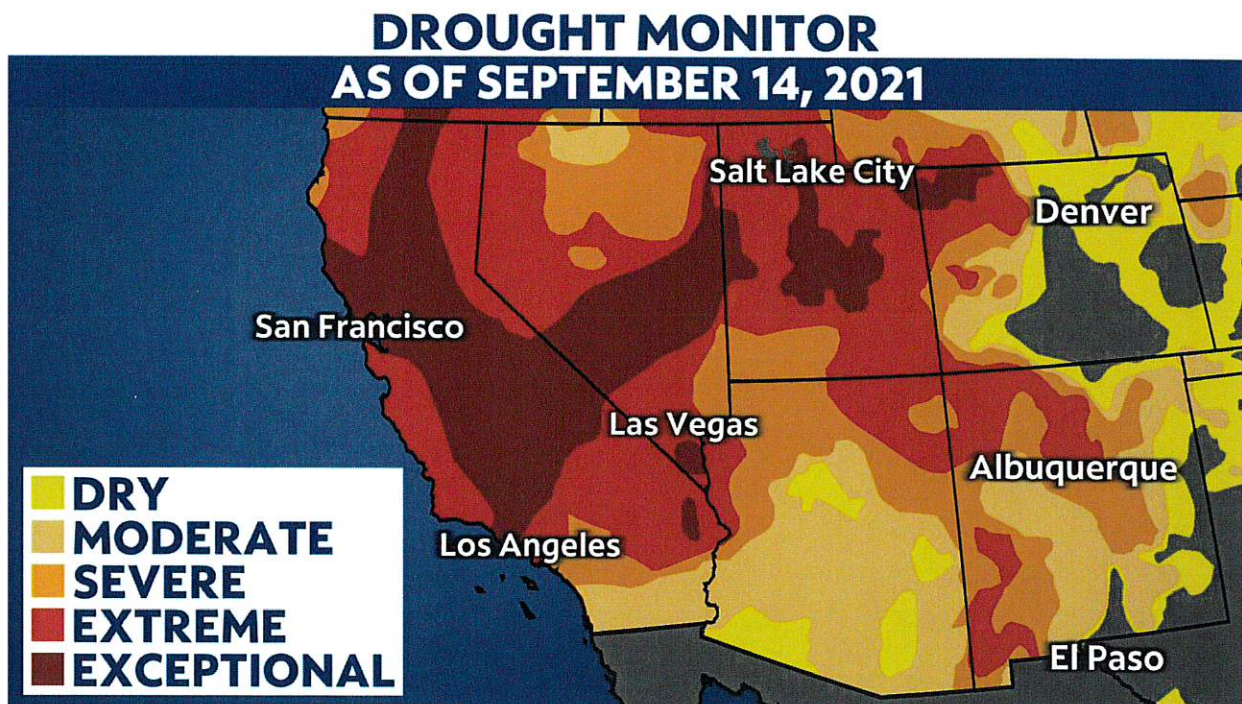 DROUGHT MONITOR
AS OF SEPTEMBER 14, 2021
Salt Lake City
Denver
San Francisco
Las Vegas
Albuquerque
Los Angeles
El Paso
DRY
MODERATE
SEVERE
EXTREME
EXCEPTIONAL